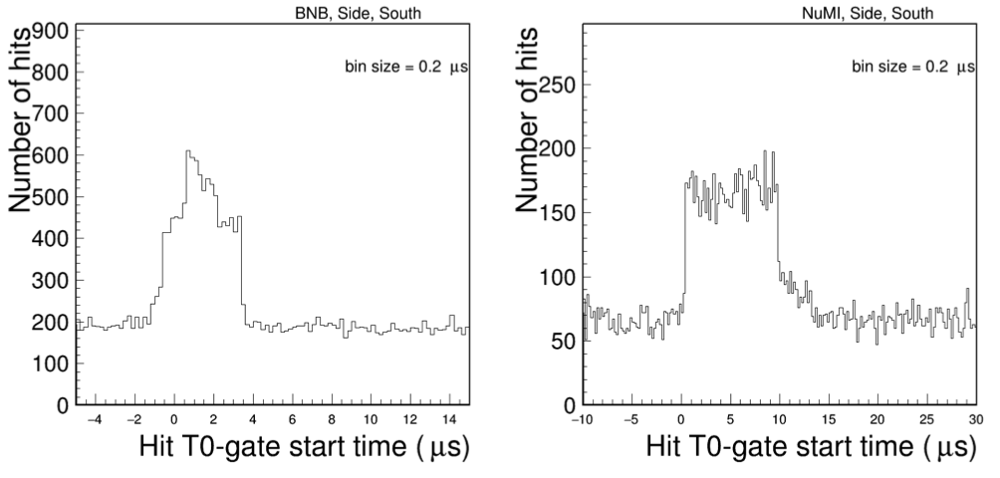 BNB, Side, South
bin size = 0.2 μs
Number of hits
900
800
700
600
500
400
300
200
100
0
−4 −2 0 2 4 6 8 10 12 14
Hit T0-gate start time ( μs)
NuMI, Side, South
bin size = 0.2 μs
Number of hits
250
200
150
100
50
0
−10 −5 0 5 10 15 20 25 30
Hit T0-gate start time ( μs)